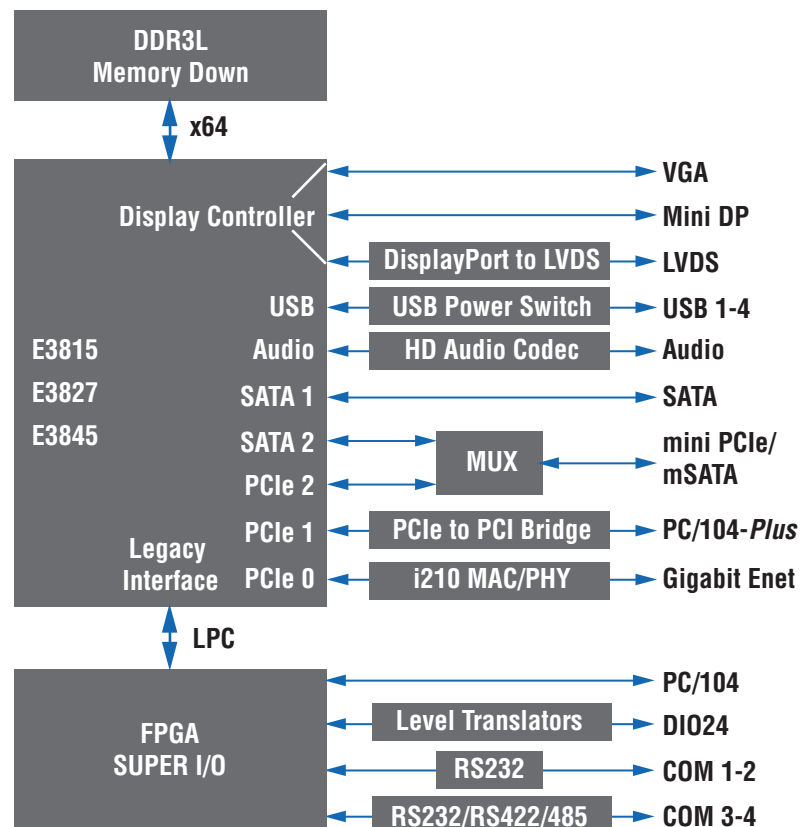 DDR3L
Memory Down
x64
VGA
Display Controller
Mini DP
DisplayPort to LVDS
LVDS
USB
USB Power Switch
USB 1-4
E3815
Audio
HD Audio Codec
Audio
E3827
SATA 1
SATA
E3845
SATA 2
MUX
mini PCIe/
mSATA
PCIe 2
PCIe 1
PCIe to PCI Bridge
PC/104-Plus
Legacy
Interface
PCIe 0
i210 MAC/PHY
Gigabit Enet
LPC
FPGA
SUPER I/O
PC/104
Level Translators
DIO24
RS232
COM 1-2
RS232/RS422/485
COM 3-4